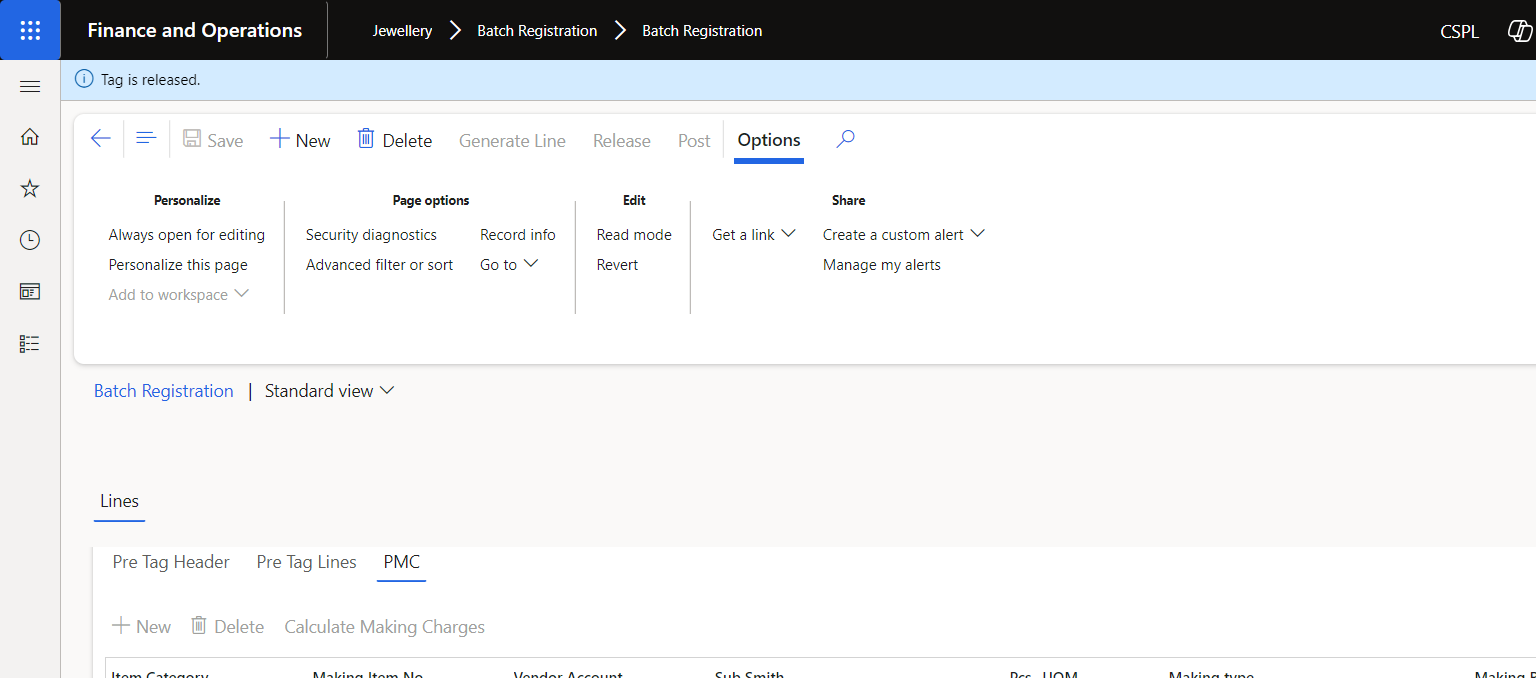 Finance and Operations Jewellery Batch Registration Batch Registration CSPL
Tag is released.
Save New Delete Generate Line Release Post Options
Personalize Page options Edit Share
Always open for editing Security diagnostics Record info Read mode Get a link Create a custom alert
Personalize this page Advanced filter or sort Go to Revert Manage my alerts
Add to workspace
Batch Registration | Standard view
Lines
Pre Tag Header Pre Tag Lines PMC
New Delete Calculate Making Charges
Item Category Making Item No Vendor Account Sub Smith Pcs UOM Making type Making